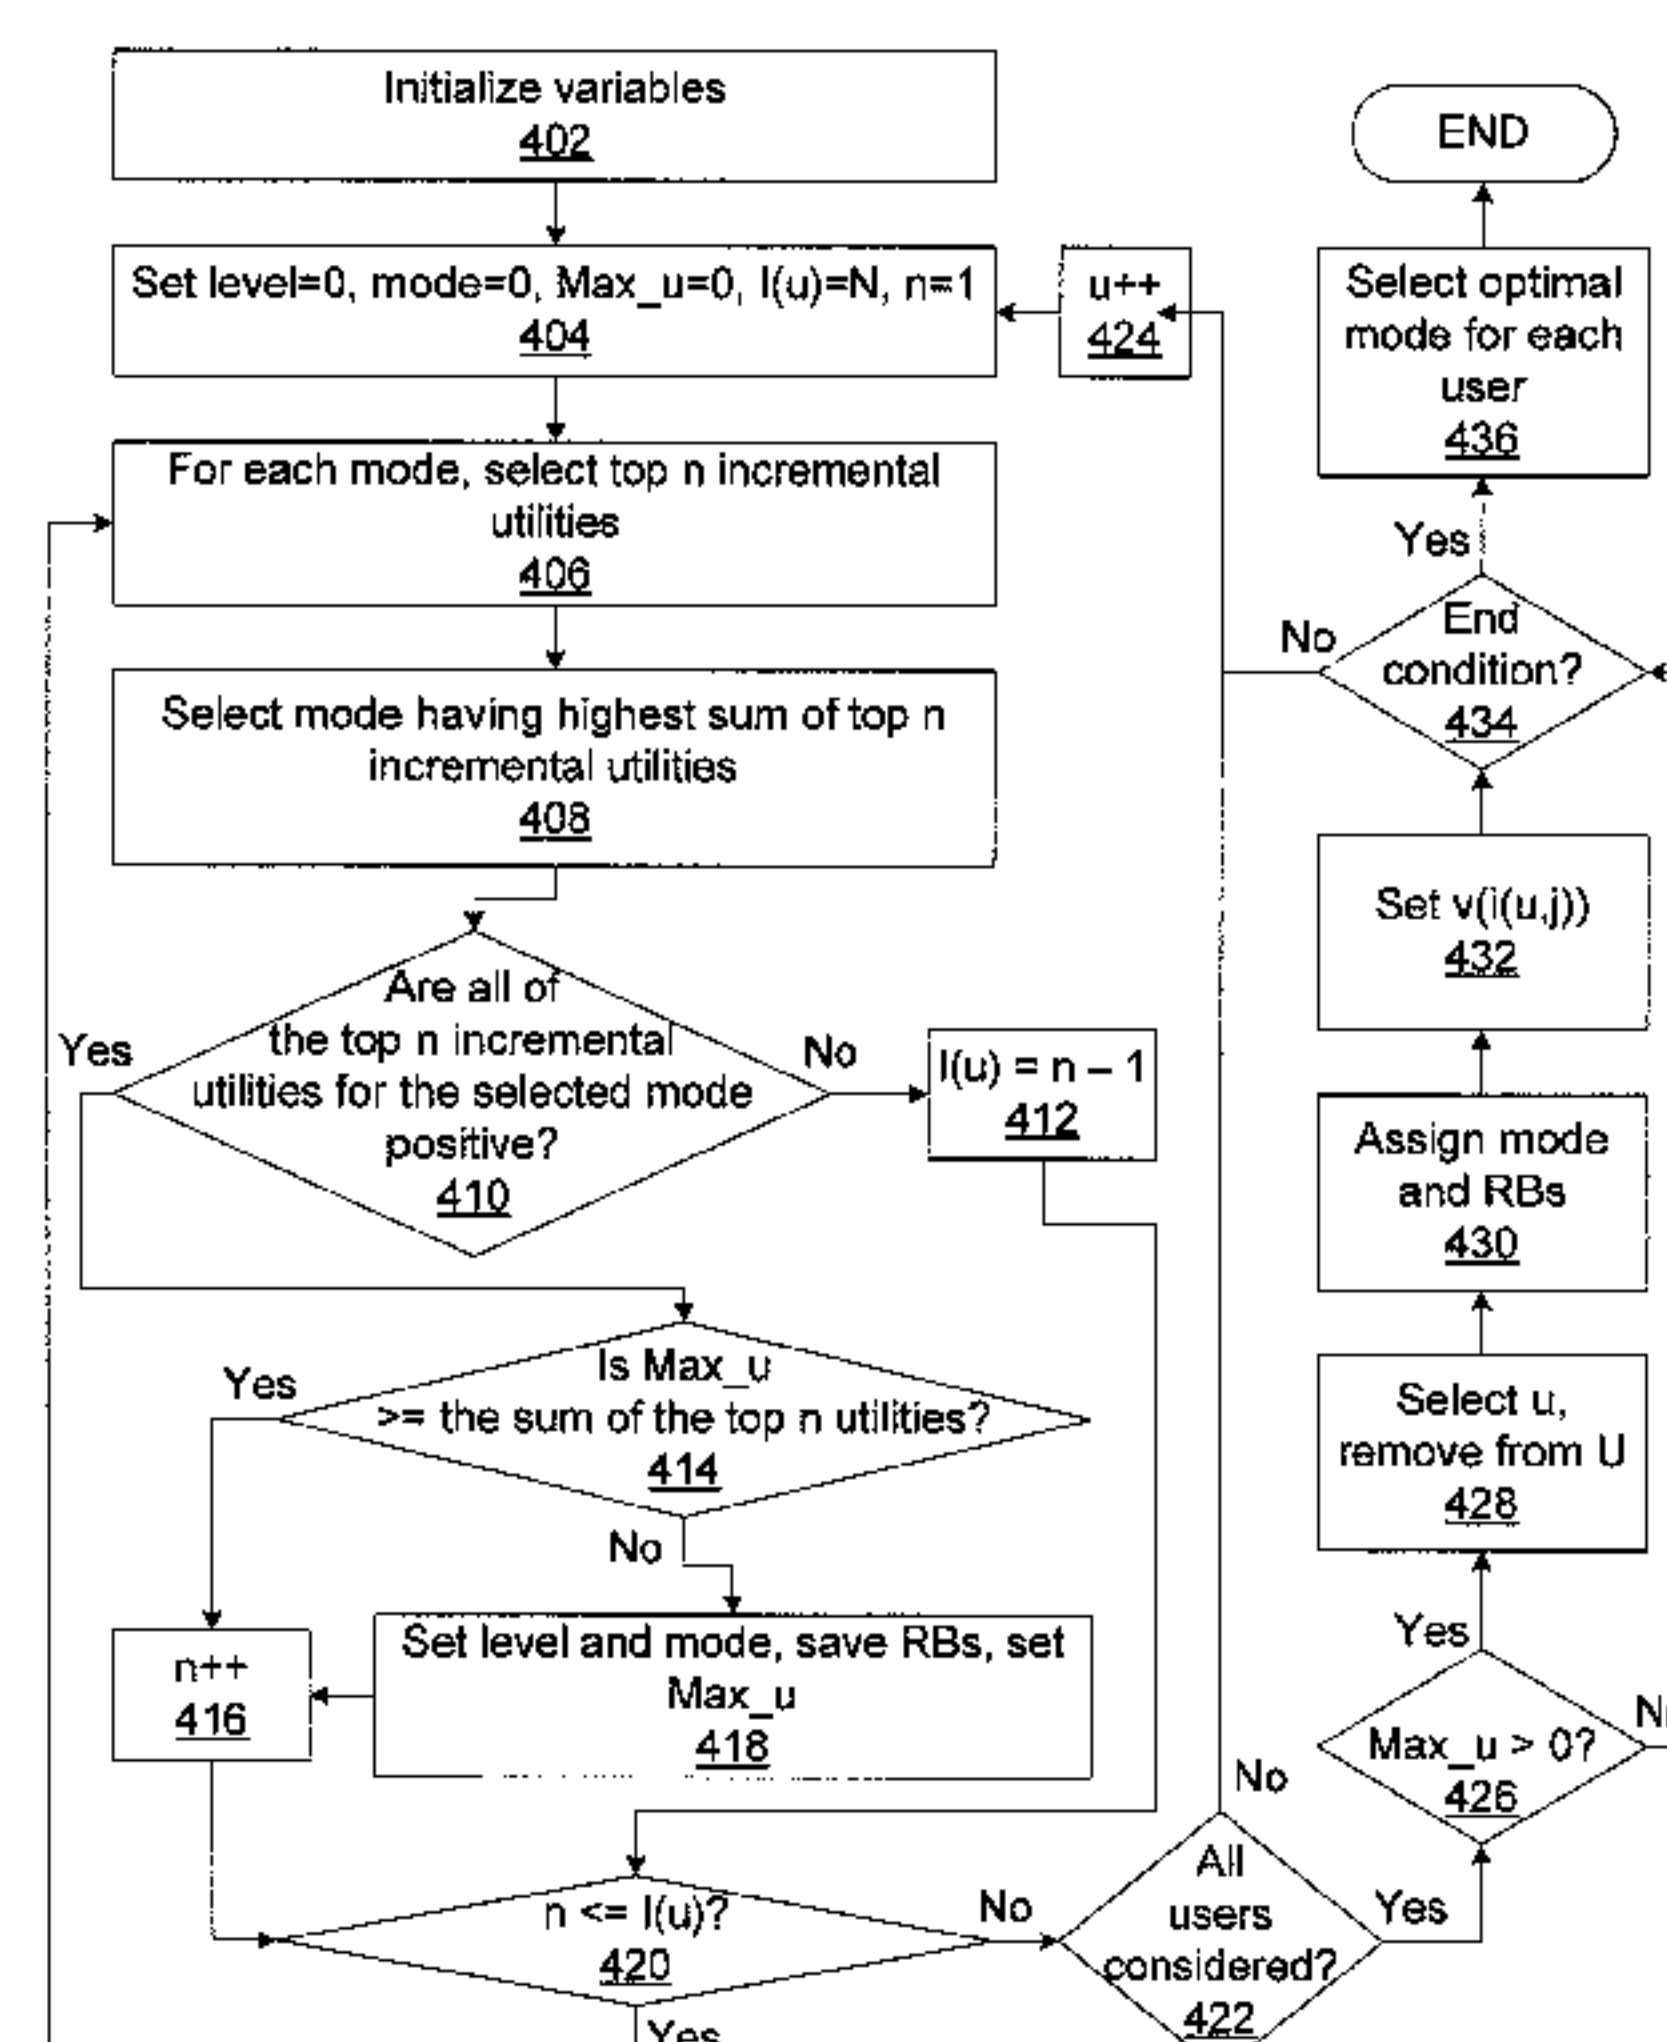 Initialize variables
402
Set level=0, mode=0, Max_u=0, I(u)=N, n=1
404
u++
424
For each mode, select top n incremental
utilities
406
Select mode having highest sum of top n
incremental utilities
408
Are all of
the top n incremental
utilities for the selected mode
positive?
410
Yes
No
I(u) = n – 1
412
Is Max_u
>= the sum of the top n utilities?
414
Yes
No
n++
416
Set level and mode, save RBs, set
Max_u
418
n <= I(u)?
420
No
Yes
All
users
considered?
422
No
Yes
Max_u > 0?
426
Yes
Select u,
remove from U
428
Assign mode
and RBs
430
Set v(i(u,j))
432
End
condition?
434
No
Yes
Select optimal
mode for each
user
436
END